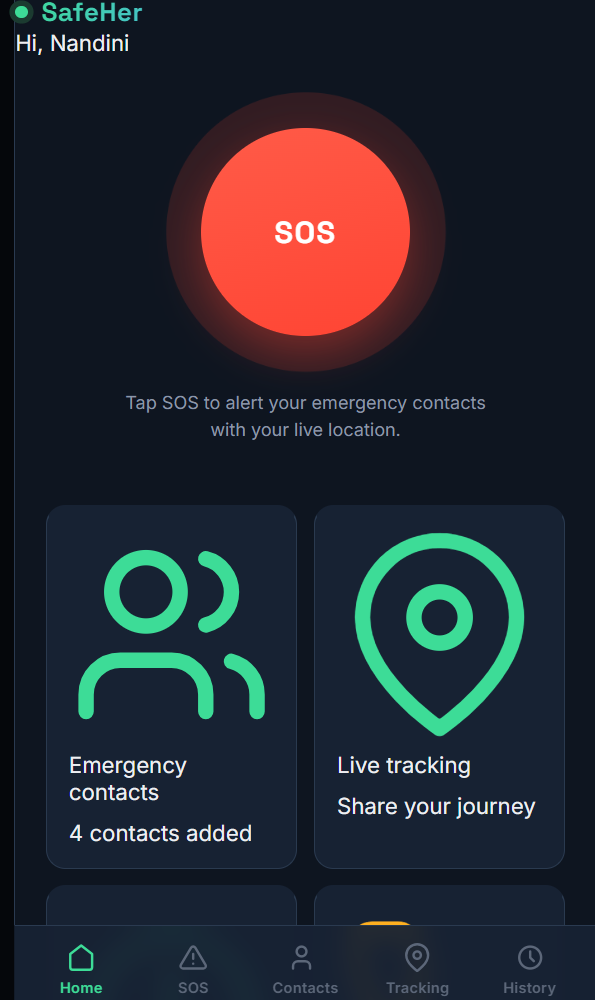 SafeHer
Hi, Nandini
SOS
Tap SOS to alert your emergency contacts
with your live location.
Emergency
contacts
4 contacts added
Live tracking
Share your journey
Home
SOS
Contacts
Tracking
History